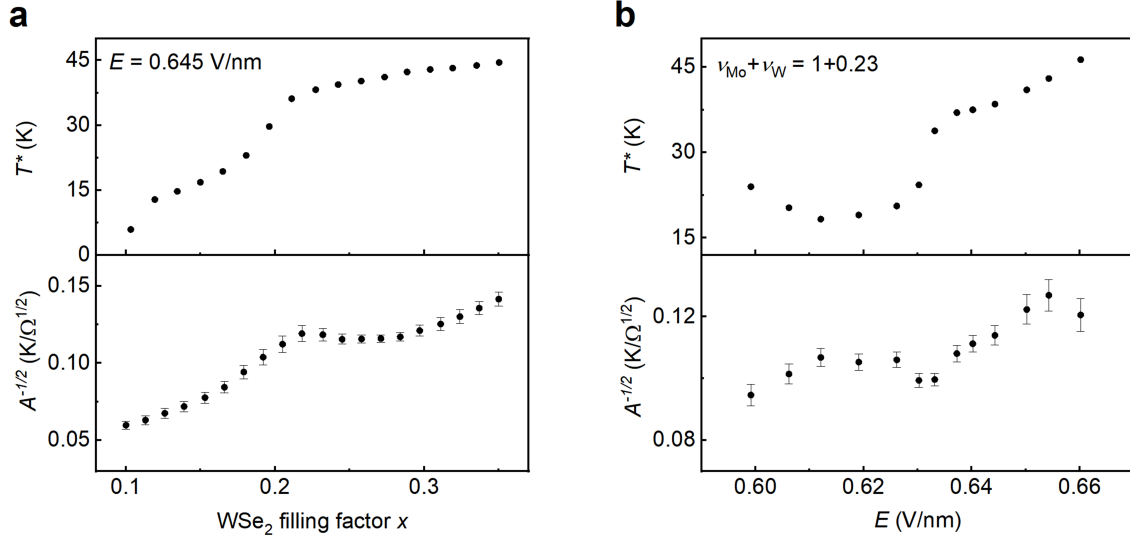 a
E = 0.645 V/nm
T* (K)
45
30
15
0
A^-1/2 (K/Ω^1/2)
0.15
0.10
0.05
0.1 0.2 0.3
WSe₂ filling factor x
b
ν_Mo+ν_W = 1+0.23
T* (K)
45
30
15
A^-1/2 (K/Ω^1/2)
0.12
0.08
0.60 0.62 0.64 0.66
E (V/nm)